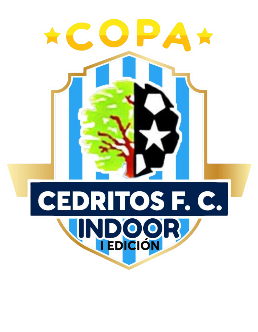 COPA
CEDRITOS F. C.
INDOOR
I EDICIÓN